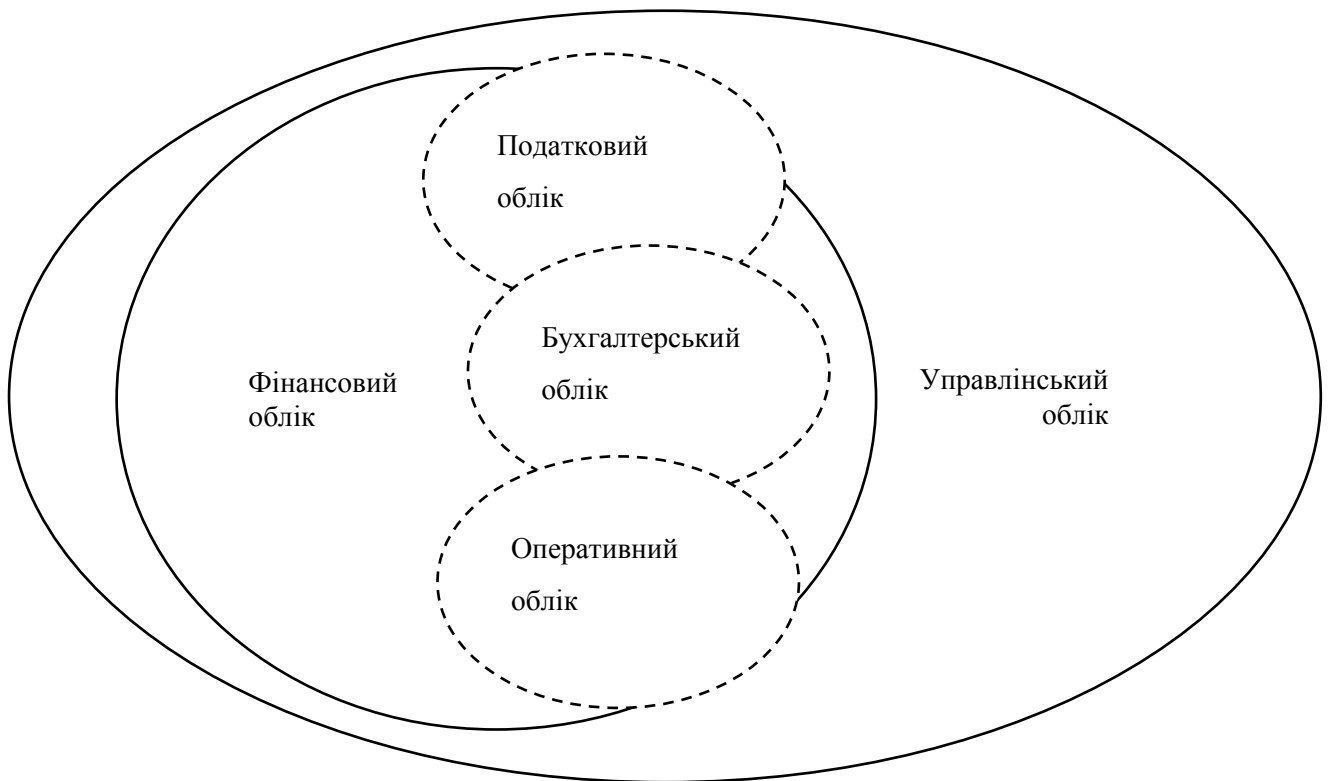 Податковий
облік
Бухгалтерський
облік
Фінансовий
облік
Управлінський
облік
Оперативний
облік